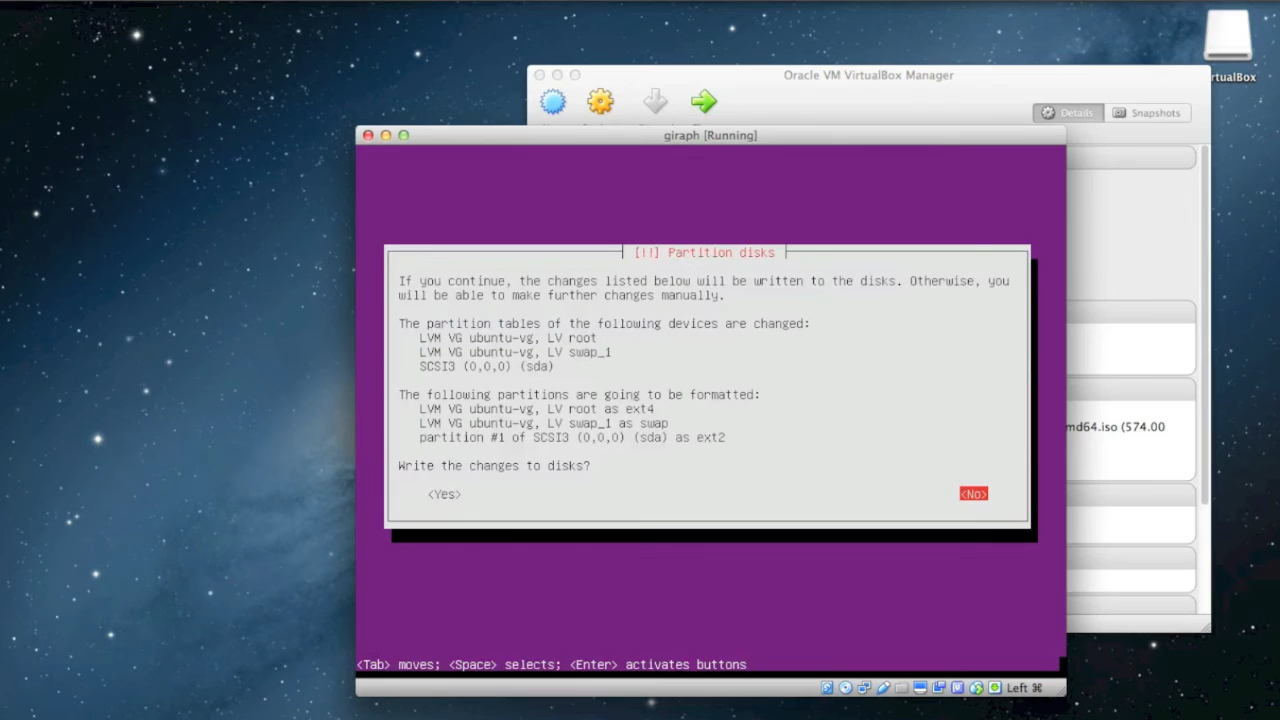 Oracle VM VirtualBox Manager
rtualBox
Details
Snapshots
giraph [Running]
[!!] Partition disks
If you continue, the changes listed below will be written to the disks. Otherwise, you
will be able to make further changes manually.
The partition tables of the following devices are changed:
LVM VG ubuntu-vg, LV root
LVM VG ubuntu-vg, LV swap_1
SCSI3 (0,0,0) (sda)
The following partitions are going to be formatted:
LVM VG ubuntu-vg, LV root as ext4
LVM VG ubuntu-vg, LV swap_1 as swap
partition #1 of SCSI3 (0,0,0) (sda) as ext2
md64.iso (574.00
Write the changes to disks?
<Yes>
<No>
<Tab> moves; <Space> selects; <Enter> activates buttons
Left ⌘